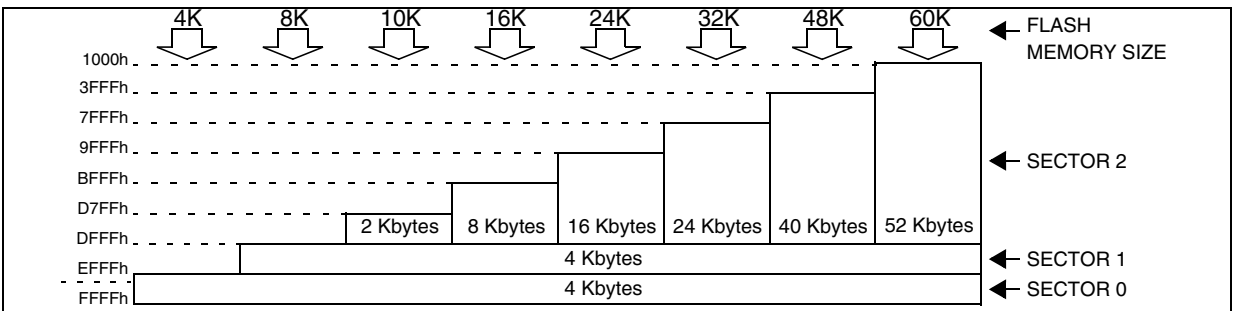 4K 8K 10K 16K 24K 32K 48K 60K
FLASH
MEMORY SIZE
1000h
3FFFh
7FFFh
9FFFh
BFFFh
SECTOR 2
D7FFh
2 Kbytes 8 Kbytes 16 Kbytes 24 Kbytes 40 Kbytes 52 Kbytes
DFFFh
4 Kbytes
SECTOR 1
EFFFh
4 Kbytes
SECTOR 0
FFFFh